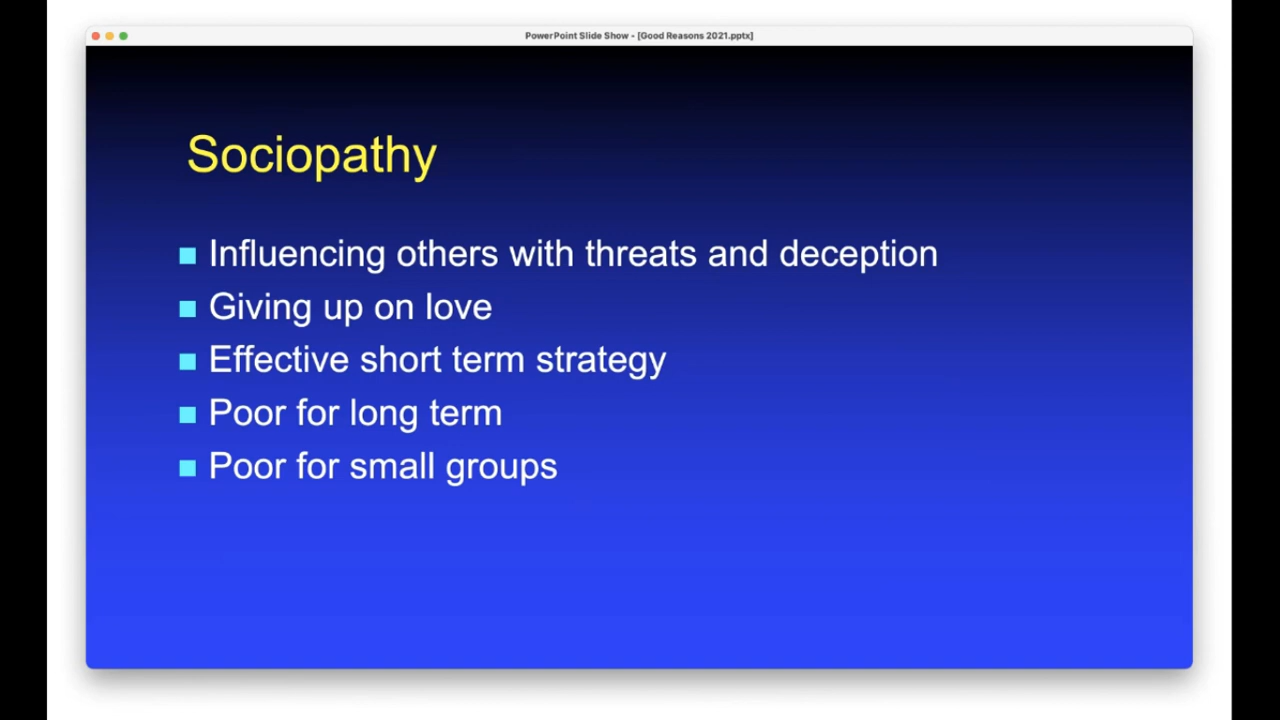 PowerPoint Slide Show - [Good Reasons 2021.pptx]
Sociopathy
Influencing others with threats and deception
Giving up on love
Effective short term strategy
Poor for long term
Poor for small groups